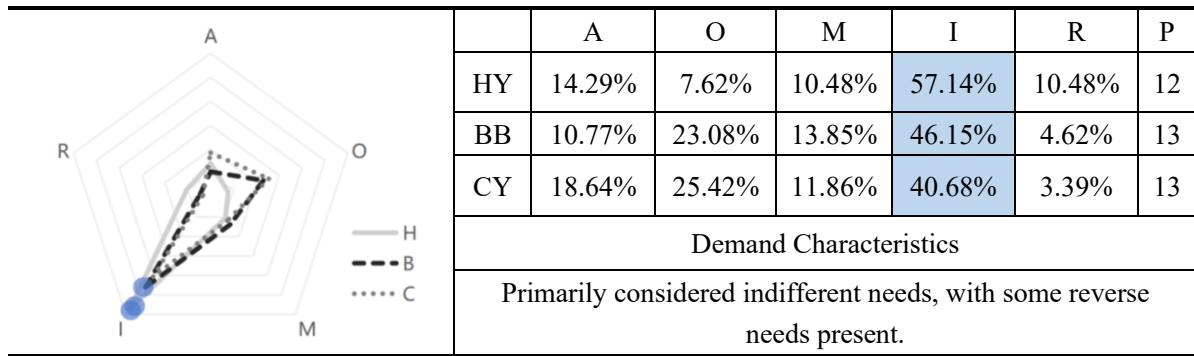 A
R
O
I
M
H
B
C
A O M I R P
HY 14.29% 7.62% 10.48% 57.14% 10.48% 12
BB 10.77% 23.08% 13.85% 46.15% 4.62% 13
CY 18.64% 25.42% 11.86% 40.68% 3.39% 13
Demand Characteristics
Primarily considered indifferent needs, with some reverse
needs present.